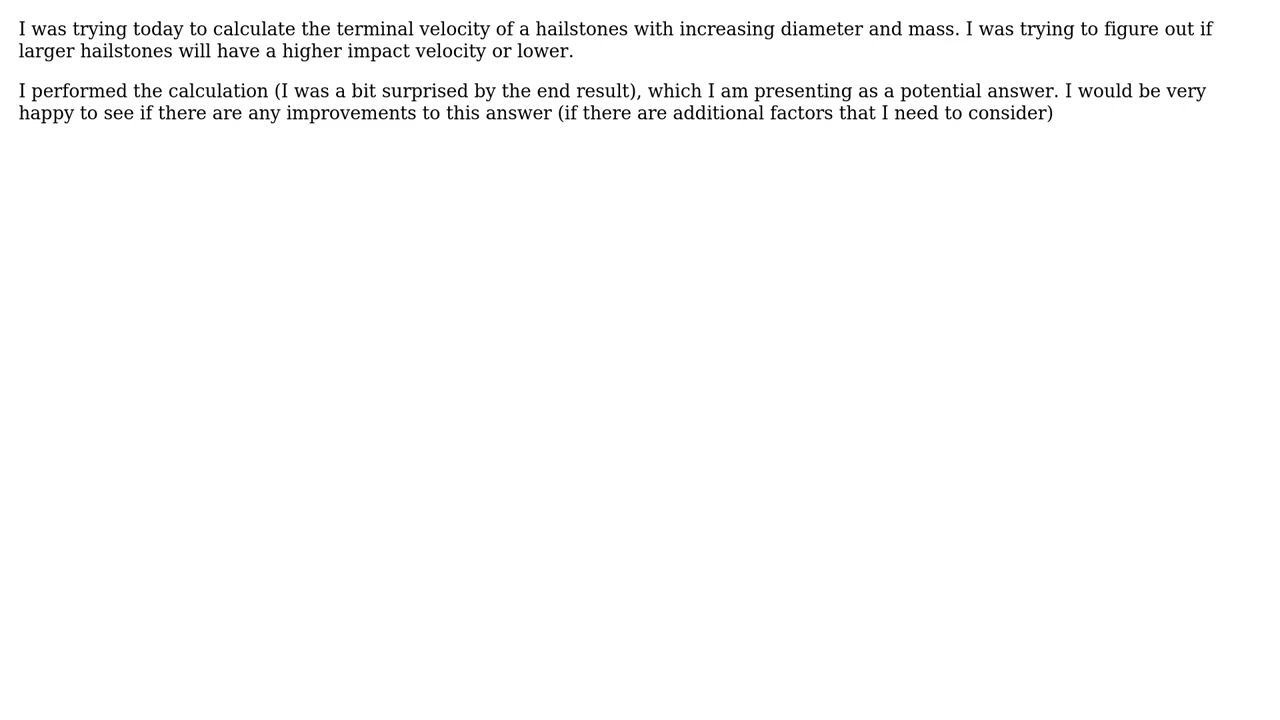 I was trying today to calculate the terminal velocity of a hailstones with increasing diameter and mass. I was trying to figure out if
larger hailstones will have a higher impact velocity or lower.
I performed the calculation (I was a bit surprised by the end result), which I am presenting as a potential answer. I would be very
happy to see if there are any improvements to this answer (if there are additional factors that I need to consider)